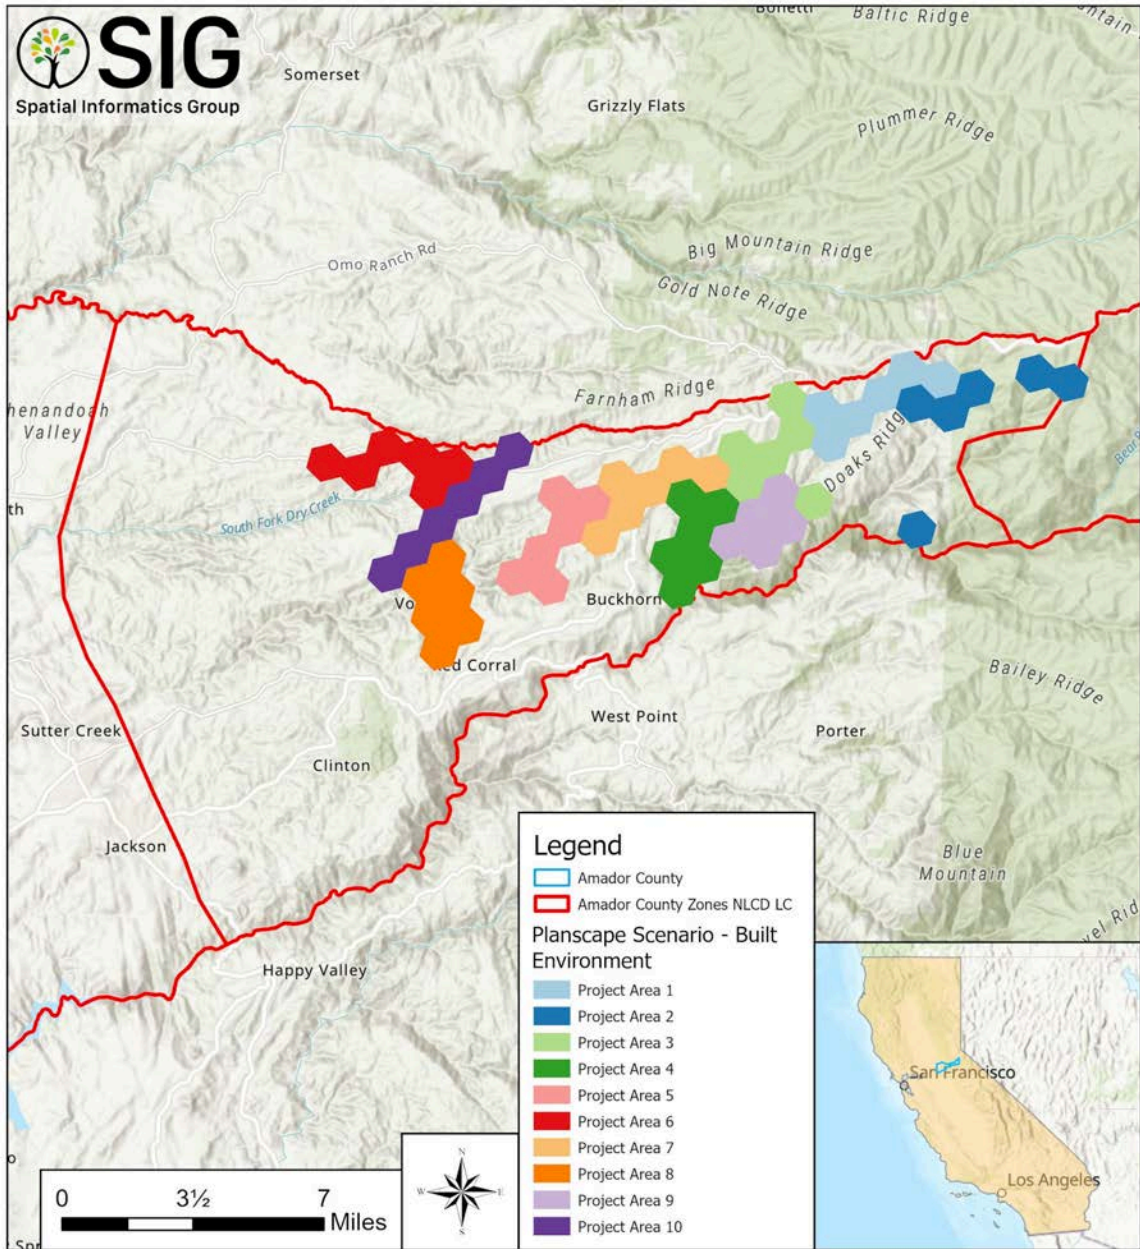 SIG
Spatial Informatics Group
Somerset
Grizzly Flats
Baltic Ridge
Plummer Ridge
Big Mountain Ridge
Omo Ranch Rd
Gold Note Ridge
Farnham Ridge
Valley
Doaks Ridg
South Fork Dry Creek
Buckhorn
Corral
Bailey Ridge
West Point
Sutter Creek
Porter
Clinton
Jackson
Blue
Mountain
Happy Valley
Legend
Amador County
Amador County Zones NLCD LC
Planscape Scenario - Built
Environment
Project Area 1
Project Area 2
Project Area 3
Project Area 4
Project Area 5
Project Area 6
Project Area 7
Project Area 8
Project Area 9
Project Area 10
San Francisco
Los Angeles
N
W E
S
0 3½ 7
Miles